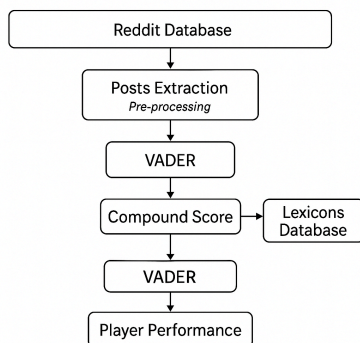 Reddit Database
Posts Extraction
Pre-processing
VADER
Compound Score
Lexicons
Database
VADER
Player Performance